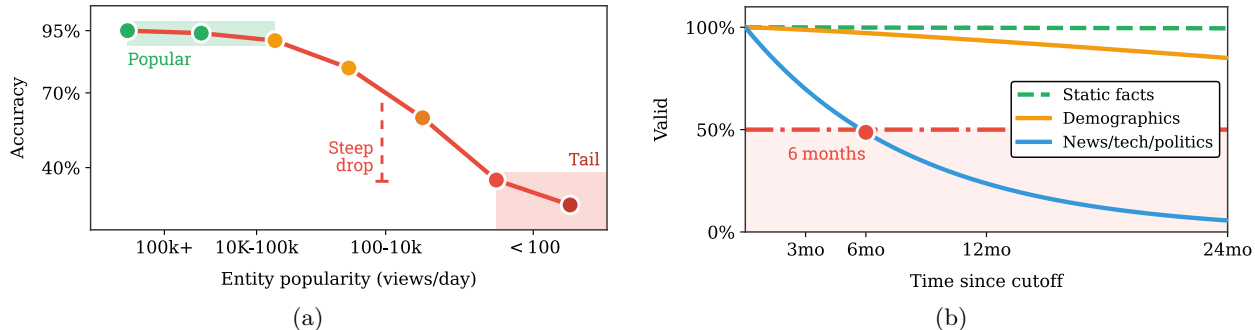 95%
70%
40%
Accuracy
Popular
Steep
drop
Tail
100k+
10K-100k
100-10k
< 100
Entity popularity (views/day)
(a)
100%
50%
0%
Valid
Static facts
Demographics
News/tech/politics
6 months
3mo
6mo
12mo
24mo
Time since cutoff
(b)